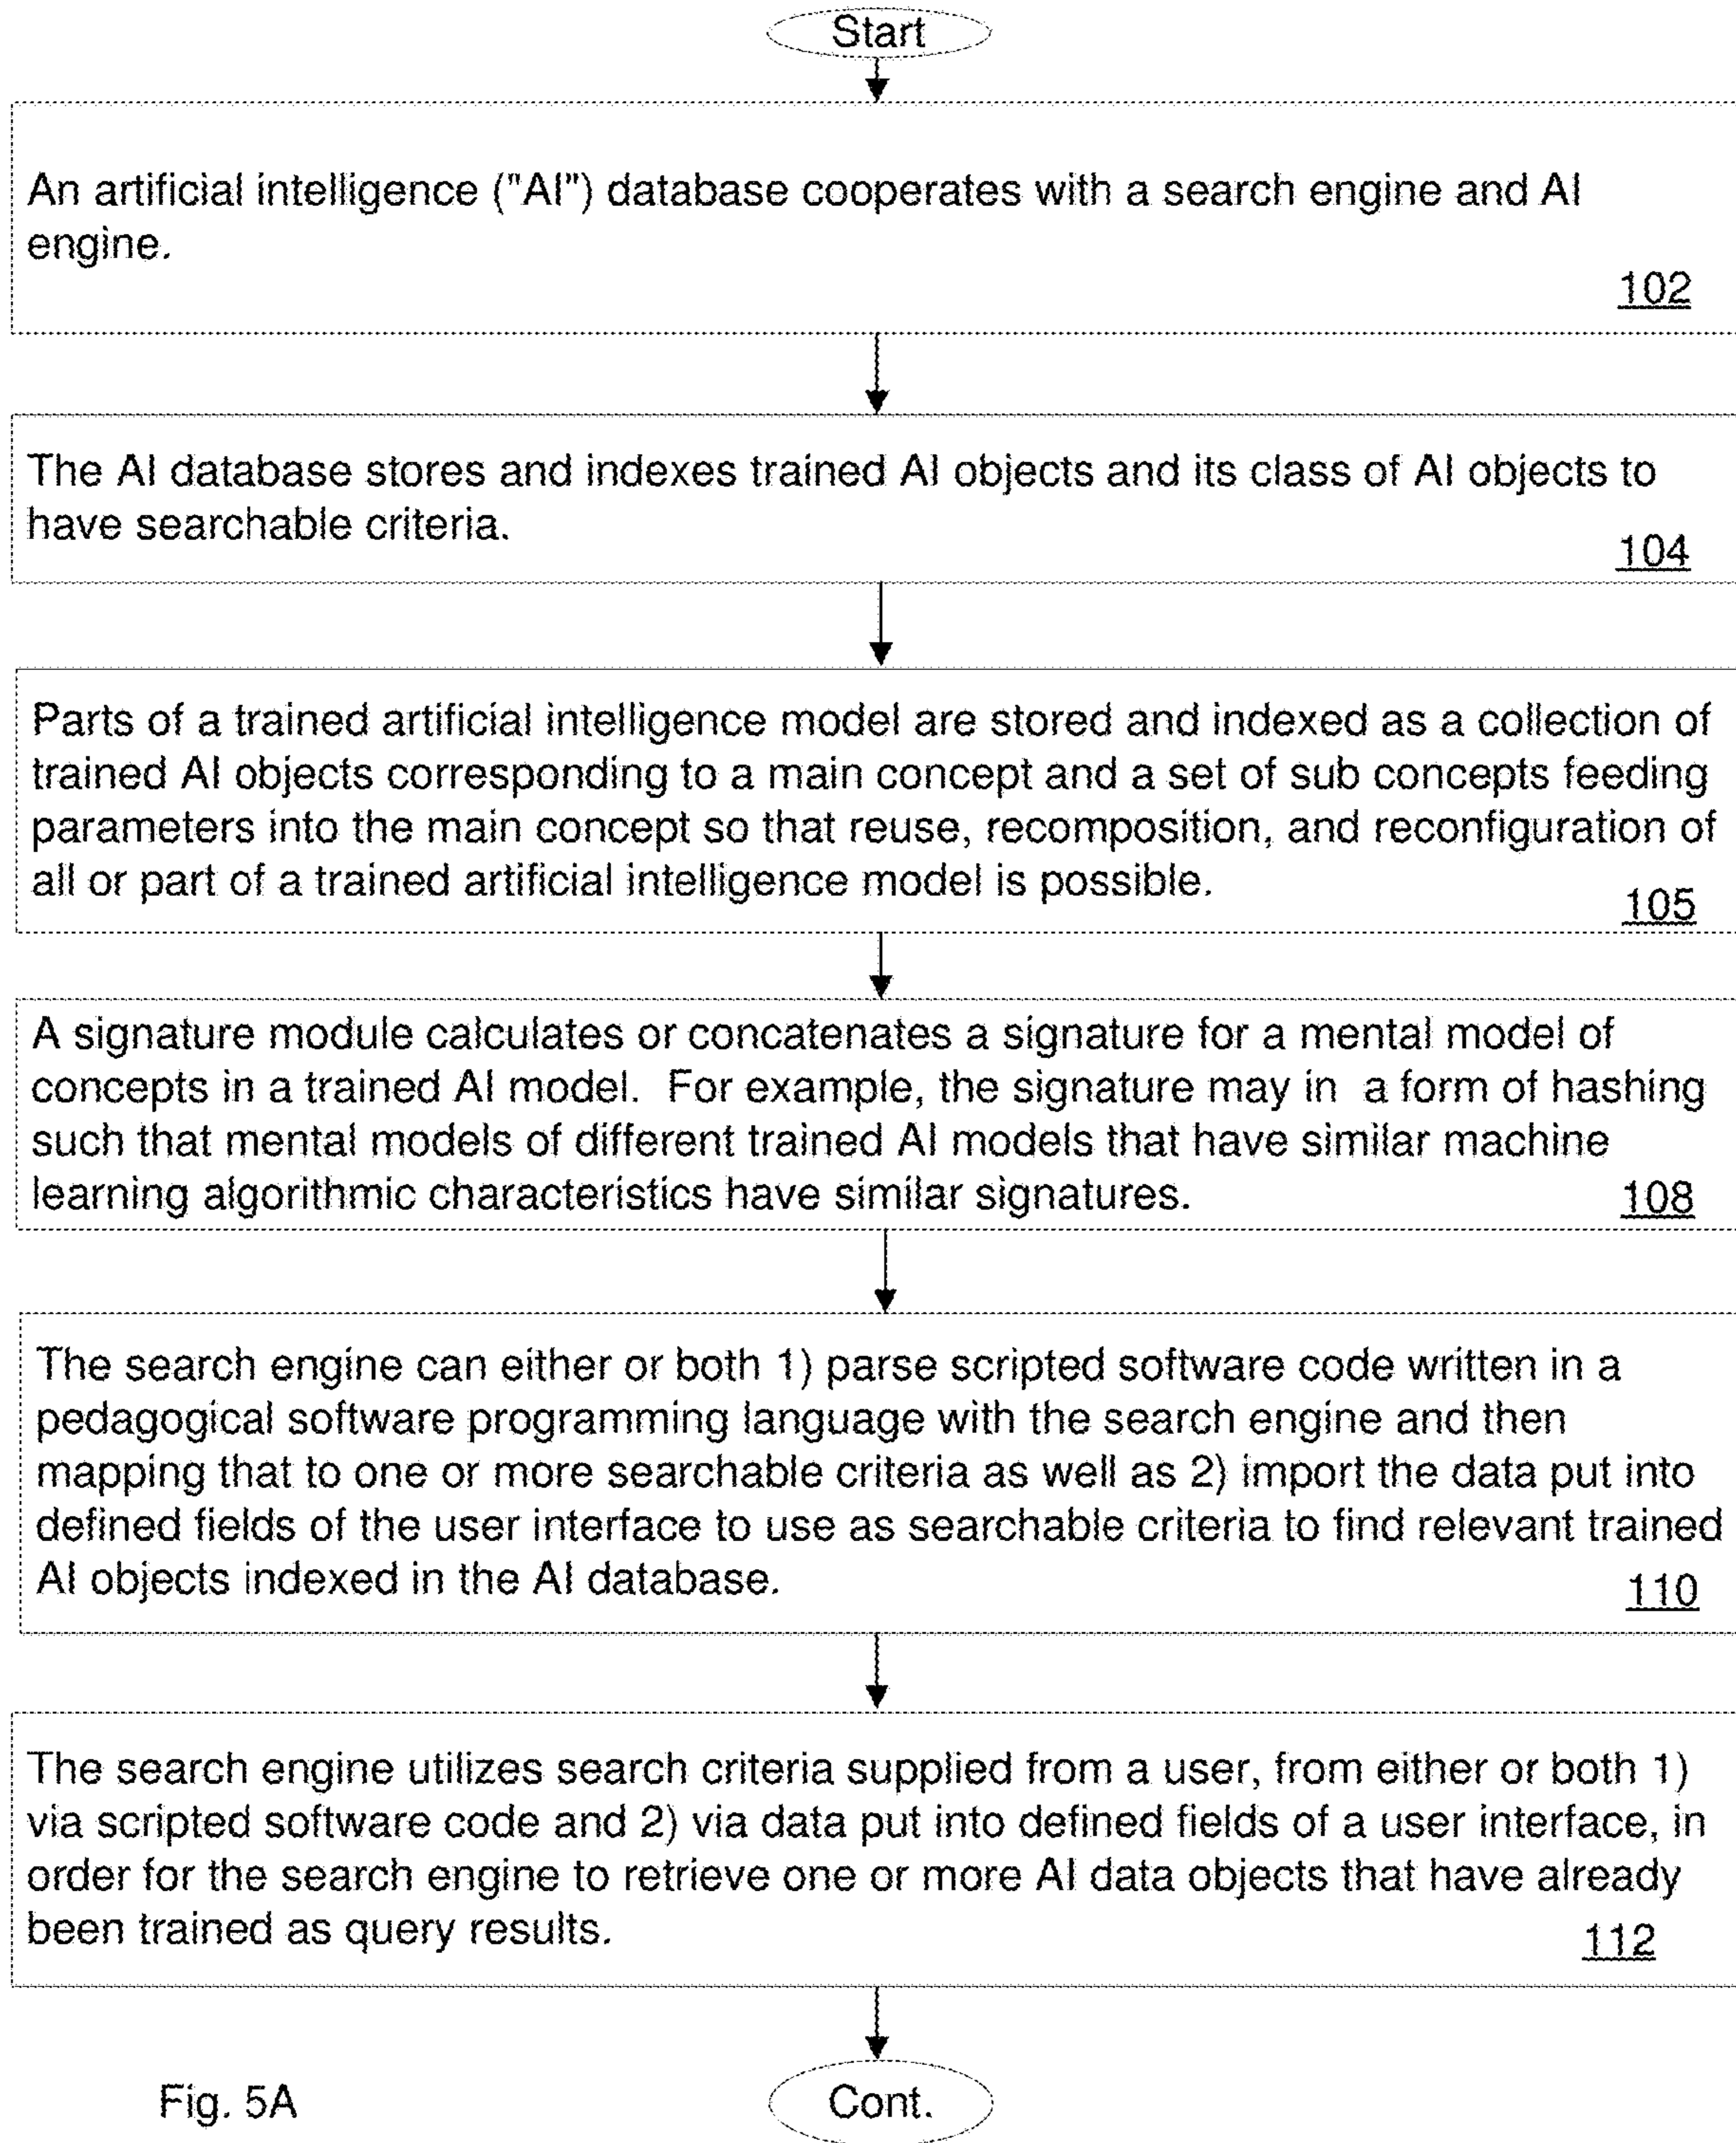 Start
An artificial intelligence ("AI") database cooperates with a search engine and AI
engine.
102
The AI database stores and indexes trained AI objects and its class of AI objects to
have searchable criteria.
104
Parts of a trained artificial intelligence model are stored and indexed as a collection of
trained AI objects corresponding to a main concept and a set of sub concepts feeding
parameters into the main concept so that reuse, recomposition, and reconfiguration of
all or part of a trained artificial intelligence model is possible.
105
A signature module calculates or concatenates a signature for a mental model of
concepts in a trained AI model.  For example, the signature may in  a form of hashing
such that mental models of different trained AI models that have similar machine
learning algorithmic characteristics have similar signatures.
108
The search engine can either or both 1) parse scripted software code written in a
pedagogical software programming language with the search engine and then
mapping that to one or more searchable criteria as well as 2) import the data put into
defined fields of the user interface to use as searchable criteria to find relevant trained
AI objects indexed in the AI database.
110
The search engine utilizes search criteria supplied from a user, from either or both 1)
via scripted software code and 2) via data put into defined fields of a user interface, in
order for the search engine to retrieve one or more AI data objects that have already
been trained as query results.
112
Fig. 5A
Cont.